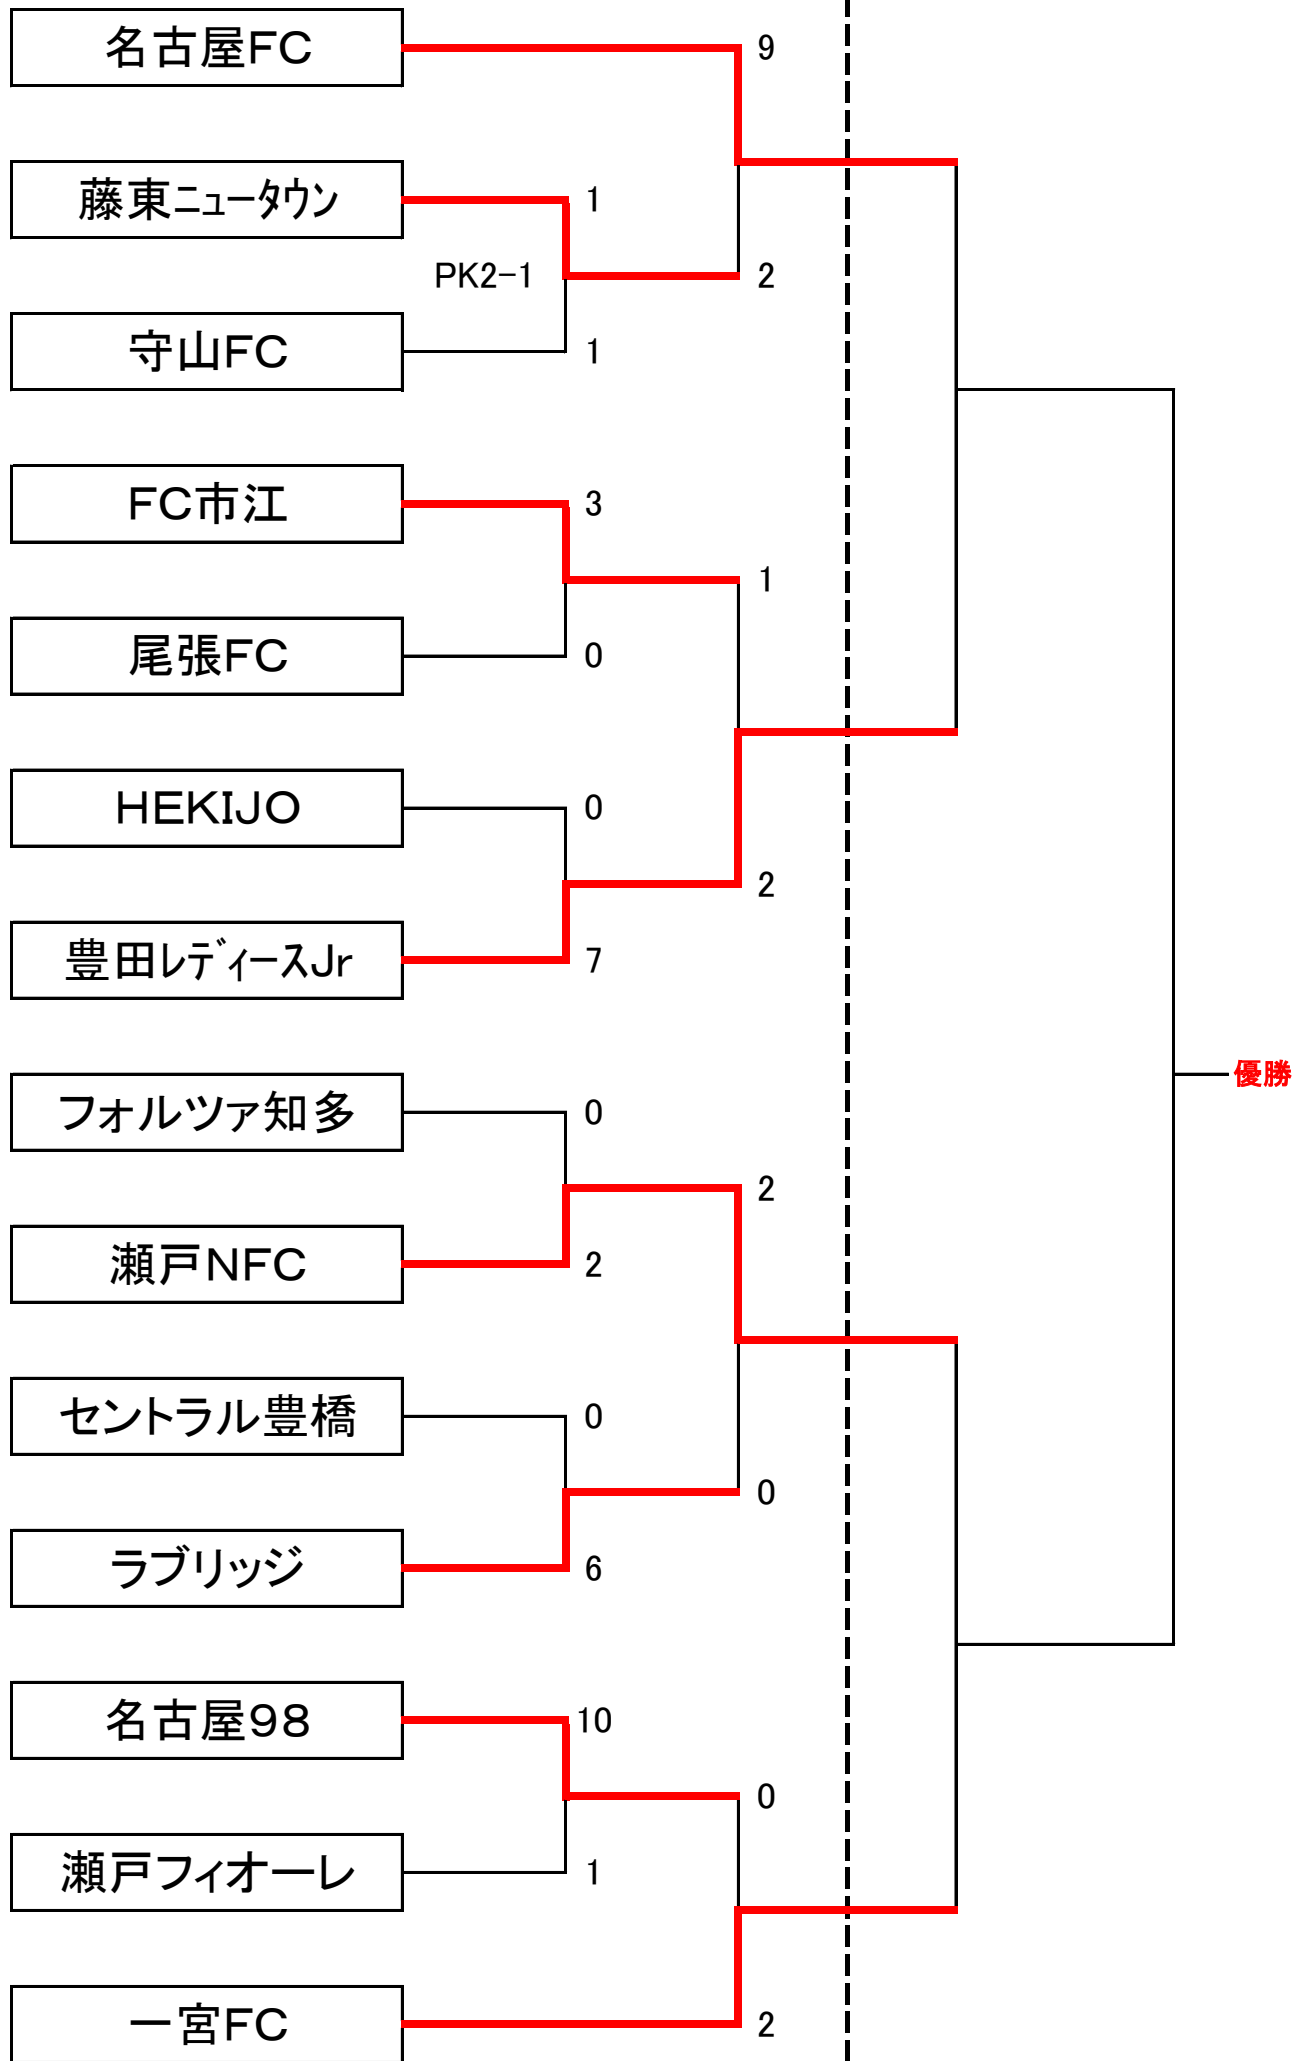 名古屋FC
9
藤東ニュータウン
1
PK2-1
2
守山FC
1
FC市江
3
1
尾張FC
0
HEKIJO
0
2
豊田レディースJr
7
優勝
フォルツァ知多
0
2
瀬戸NFC
2
セントラル豊橋
0
0
ラブリッジ
6
名古屋98
10
0
瀬戸フィオーレ
1
一宮FC
2